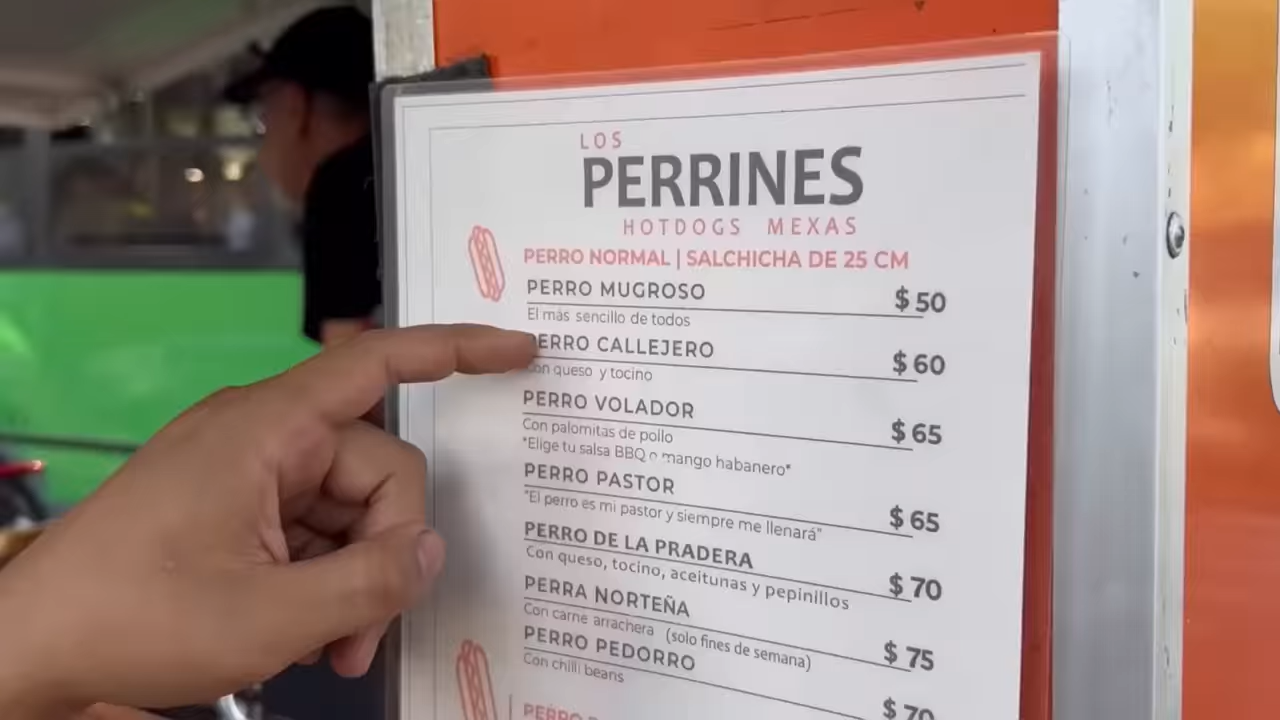 LOS
PERRINES
HOTDOGS MEXAS
PERRO NORMAL | SALCHICHA DE 25 CM
PERRO MUGROSO $50
El más sencillo de todos
PERRO CALLEJERO $60
Con queso y tocino
PERRO VOLADOR $65
Con palomitas de pollo
*Elige tu salsa BBQ o mango habanero*
PERRO PASTOR $65
"El perro es mi pastor y siempre me llenará"
PERRO DE LA PRADERA $70
Con queso, tocino, aceitunas y pepinillos
PERRA NORTEÑA $75
Con carne arrachera (solo fines de semana)
PERRO PEDORRO $70
Con chilli beans
PERRO